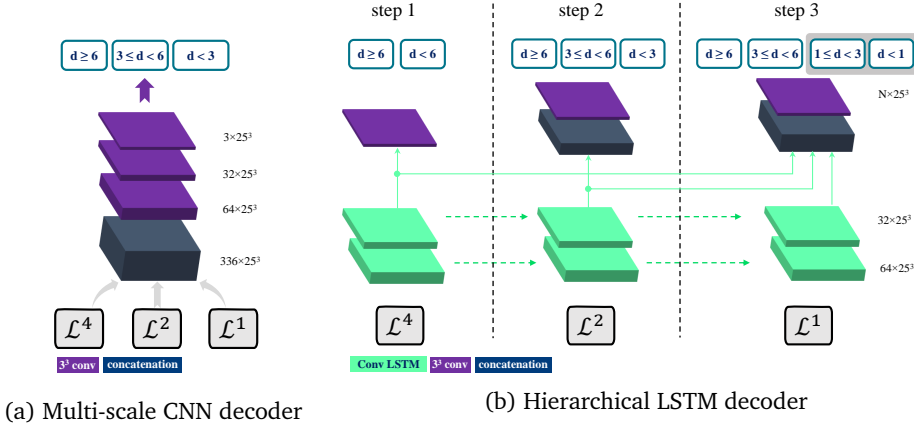 d ≥ 6
3 ≤ d < 6
d < 3
3×25³
32×25³
64×25³
336×25³
ℒ⁴
ℒ²
ℒ¹
3³ conv
concatenation
(a) Multi-scale CNN decoder
step 1
step 2
step 3
d ≥ 6
d < 6
d ≥ 6
3 ≤ d < 6
d < 3
d ≥ 6
3 ≤ d < 6
1 ≤ d < 3
d < 1
N×25³
32×25³
64×25³
ℒ⁴
ℒ²
ℒ¹
Conv LSTM
3³ conv
concatenation
(b) Hierarchical LSTM decoder